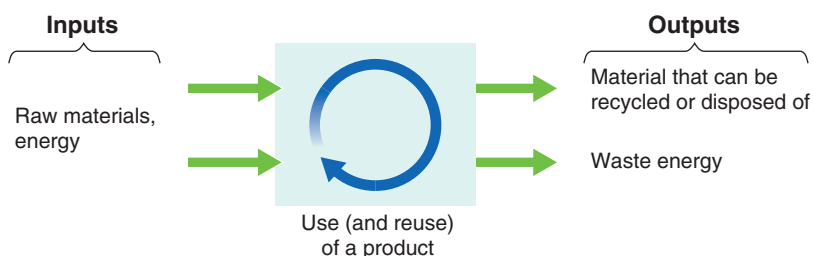 Inputs
Outputs
Raw materials,
energy
Material that can be
recycled or disposed of
Waste energy
Use (and reuse)
of a product